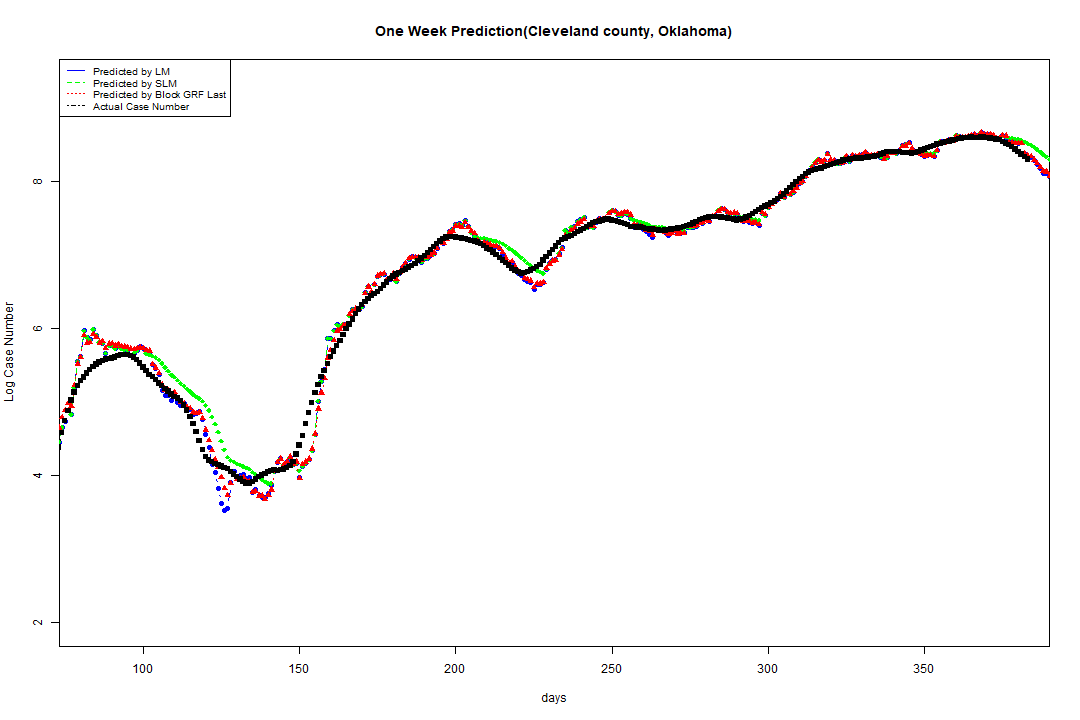 One Week Prediction(Cleveland county, Oklahoma)
Predicted by LM
Predicted by SLM
Predicted by Block GRF Last
Actual Case Number
8
6
4
2
Log Case Number
100 150 200 250 300 350
days